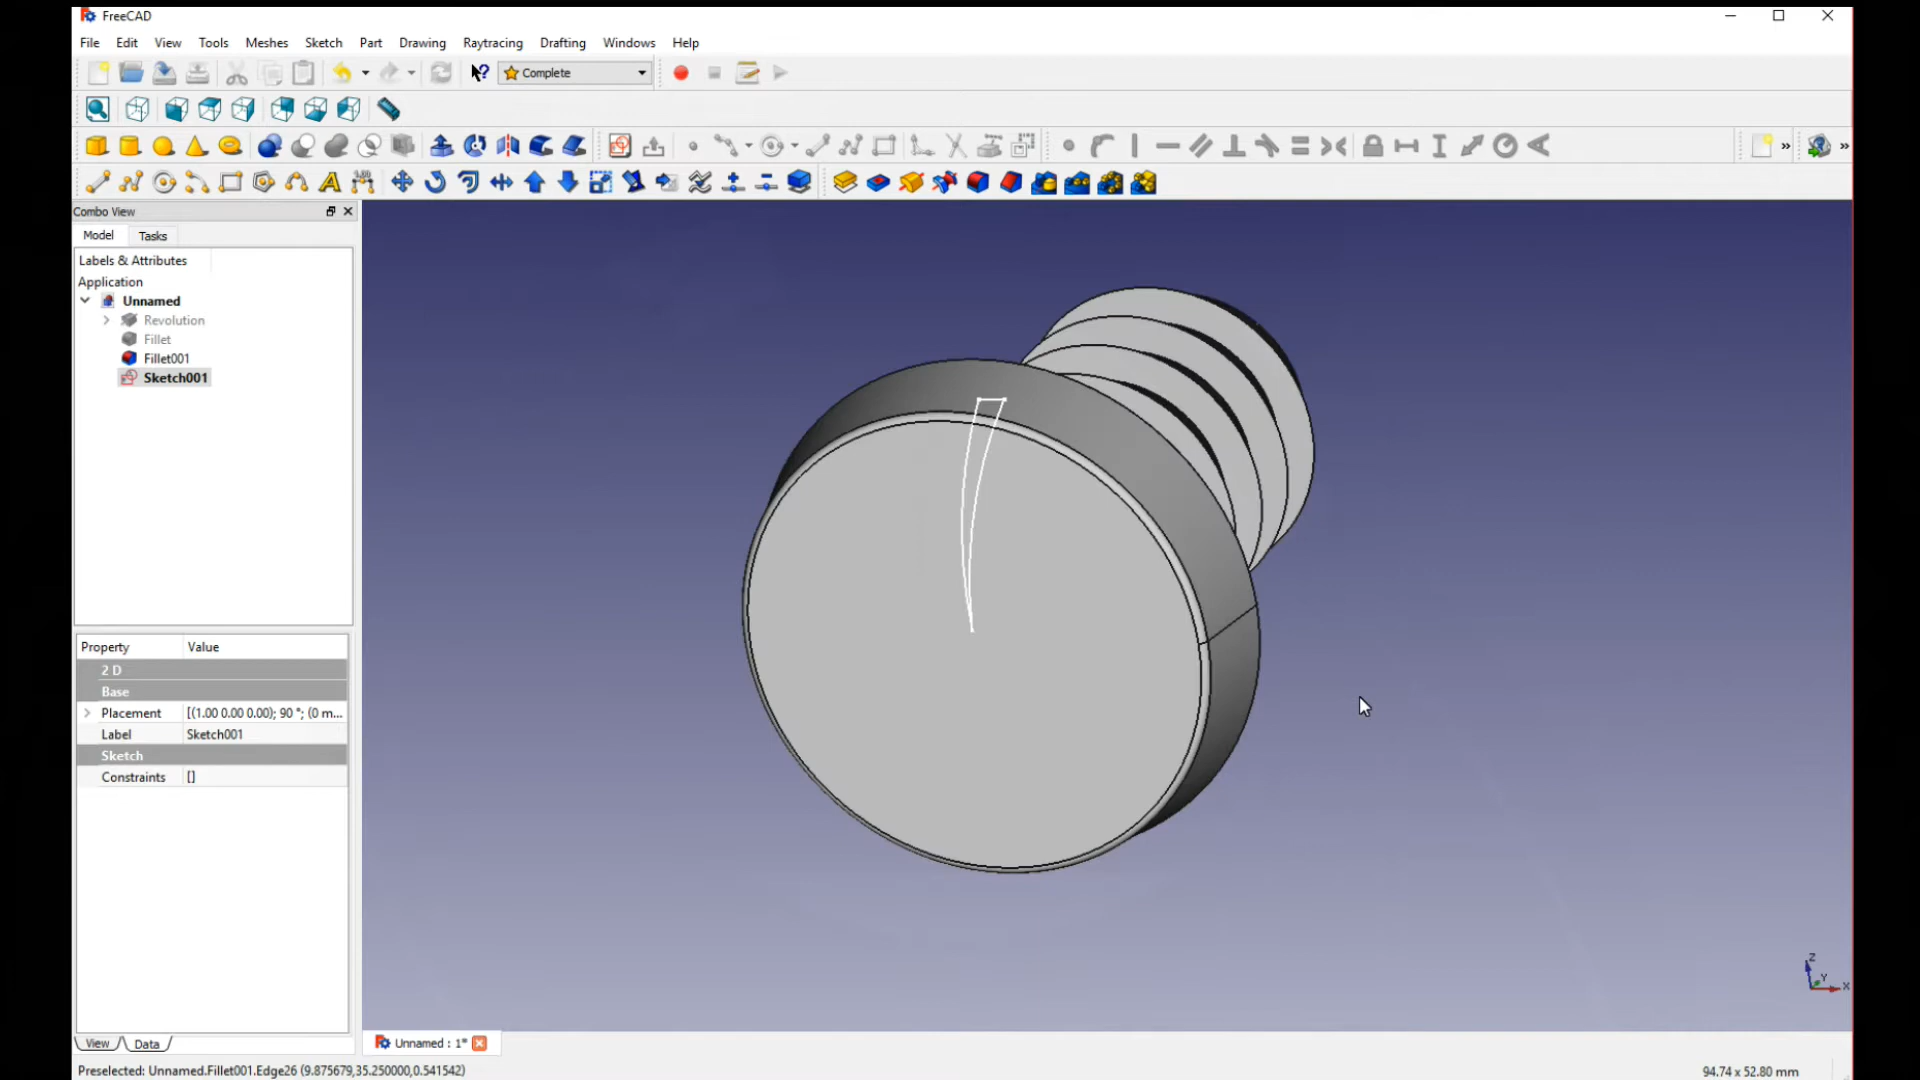 FreeCAD
File Edit View Tools Meshes Sketch Part Drawing Raytracing Drafting Windows Help
Complete
Combo View
Model Tasks
Labels & Attributes
Application
Unnamed
Revolution
Fillet
Fillet001
Sketch001
Property Value
2 D
Base
Placement [(1.00 0.00 0.00); 90 °; (0 m...
Label Sketch001
Sketch
Constraints []
Z
Y
X
View Data
Unnamed : 1*
Preselected: Unnamed.Fillet001.Edge26 (9.875679,35.250000,0.541542)
94.74 x 52.80 mm